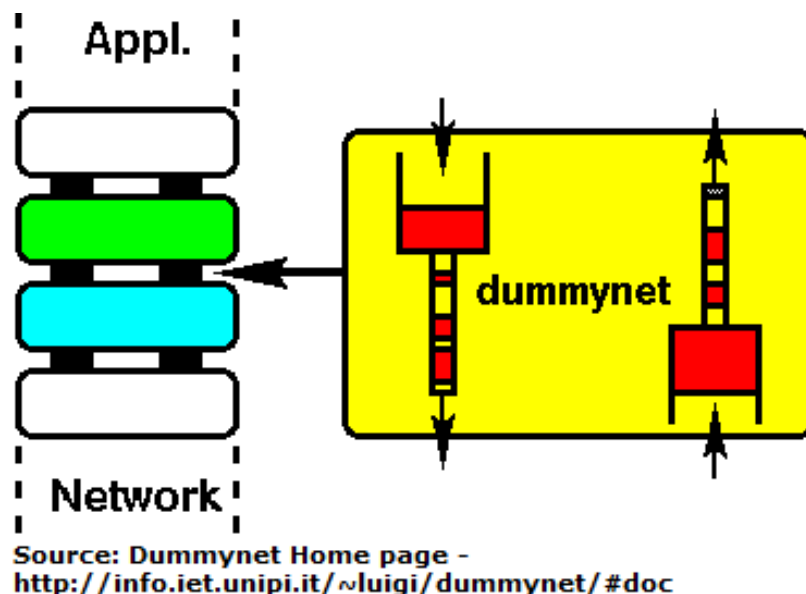 Appl.
dummynet
Network
Source: Dummynet Home page -
http://info.iet.unipi.it/~luigi/dummynet/#doc